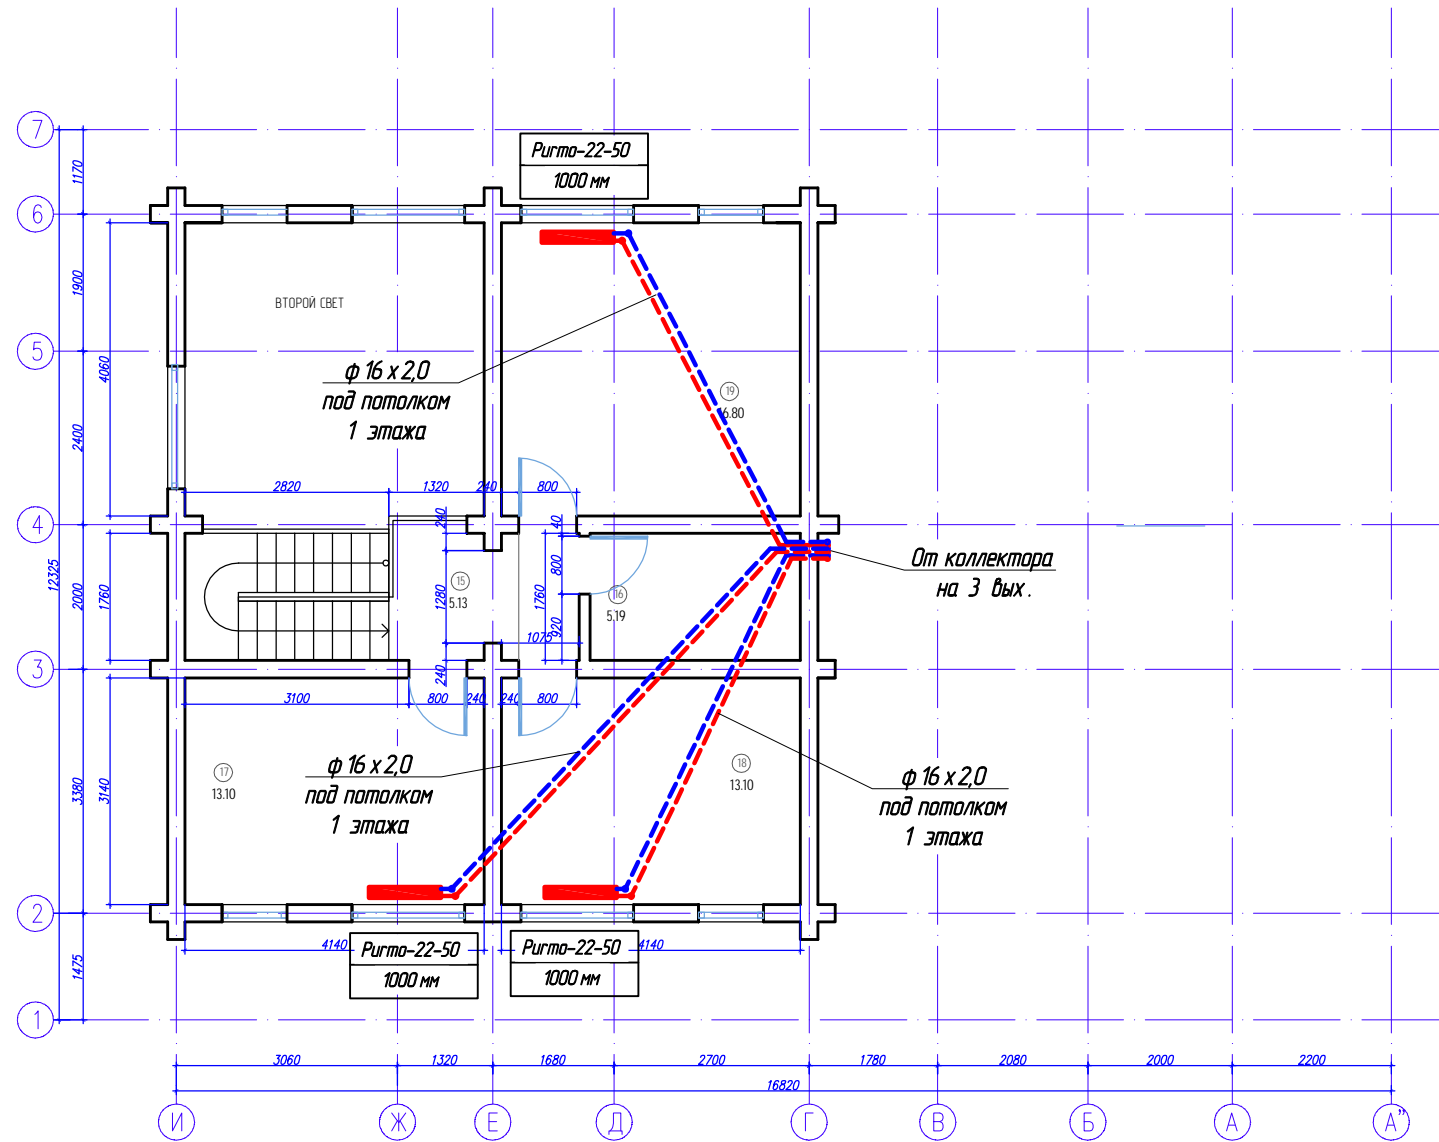 7
1170
Purmo-22-50
1000 мм
6
1900
ВТОРОЙ СВЕТ
5
4060
ф 16 x 2,0
под потолком
1 этажа
19
6.80
2400
2820
1320
240
800
4
240
40
12325
2000
1760
1280
15
5.13
800
1760
920
16
5.19
От коллектора
на 3 вых.
1075
3
240
3100
800
240
240
800
3380
3140
17
13.10
ф 16 x 2,0
под потолком
1 этажа
18
13.10
ф 16 x 2,0
под потолком
1 этажа
2
4140
4140
Purmo-22-50
1000 мм
Purmo-22-50
1000 мм
1475
1
3060
1320
1680
2700
1780
2080
2000
2200
16820
И
Ж
Е
Д
Г
В
Б
А
А"